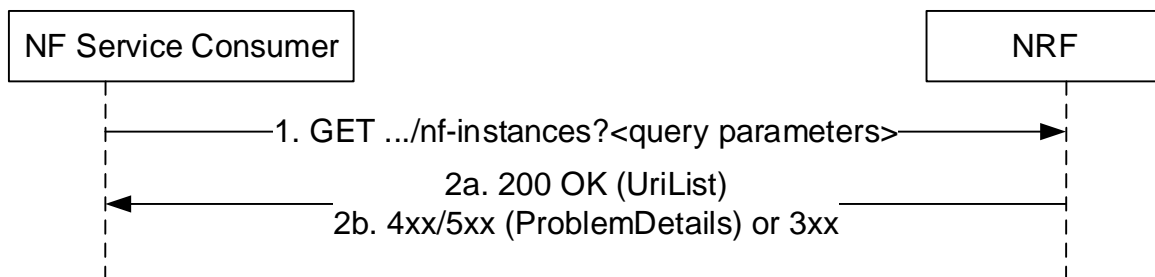 NF Service Consumer
NRF
1. GET .../nf-instances?<query parameters>
2a. 200 OK (UriList)
2b. 4xx/5xx (ProblemDetails) or 3xx